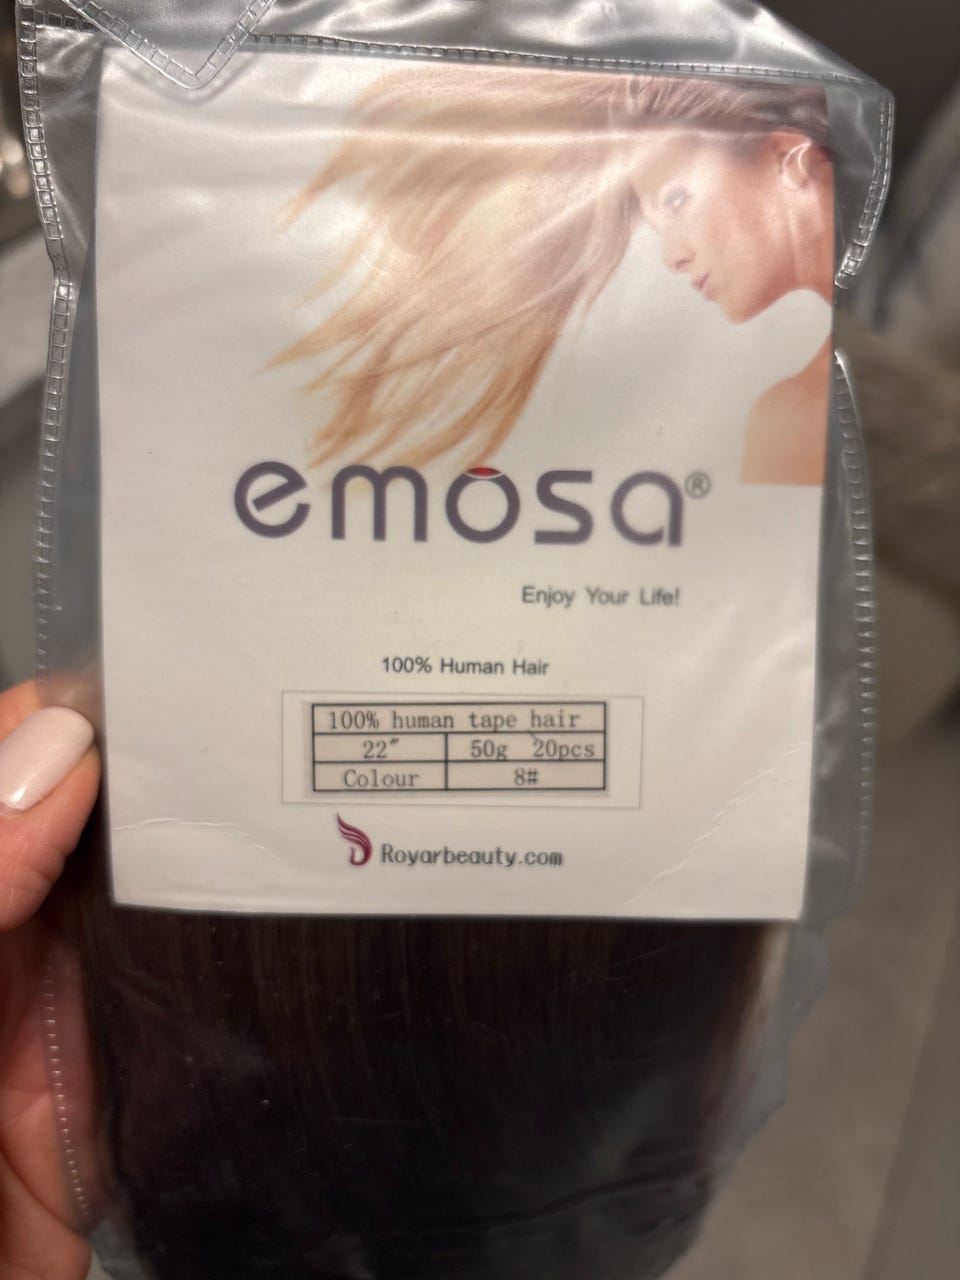 emosa®
Enjoy Your Life!
100% Human Hair
100% human tape hair
22" 50g 20pcs
Colour 8#
Royarbeauty.com